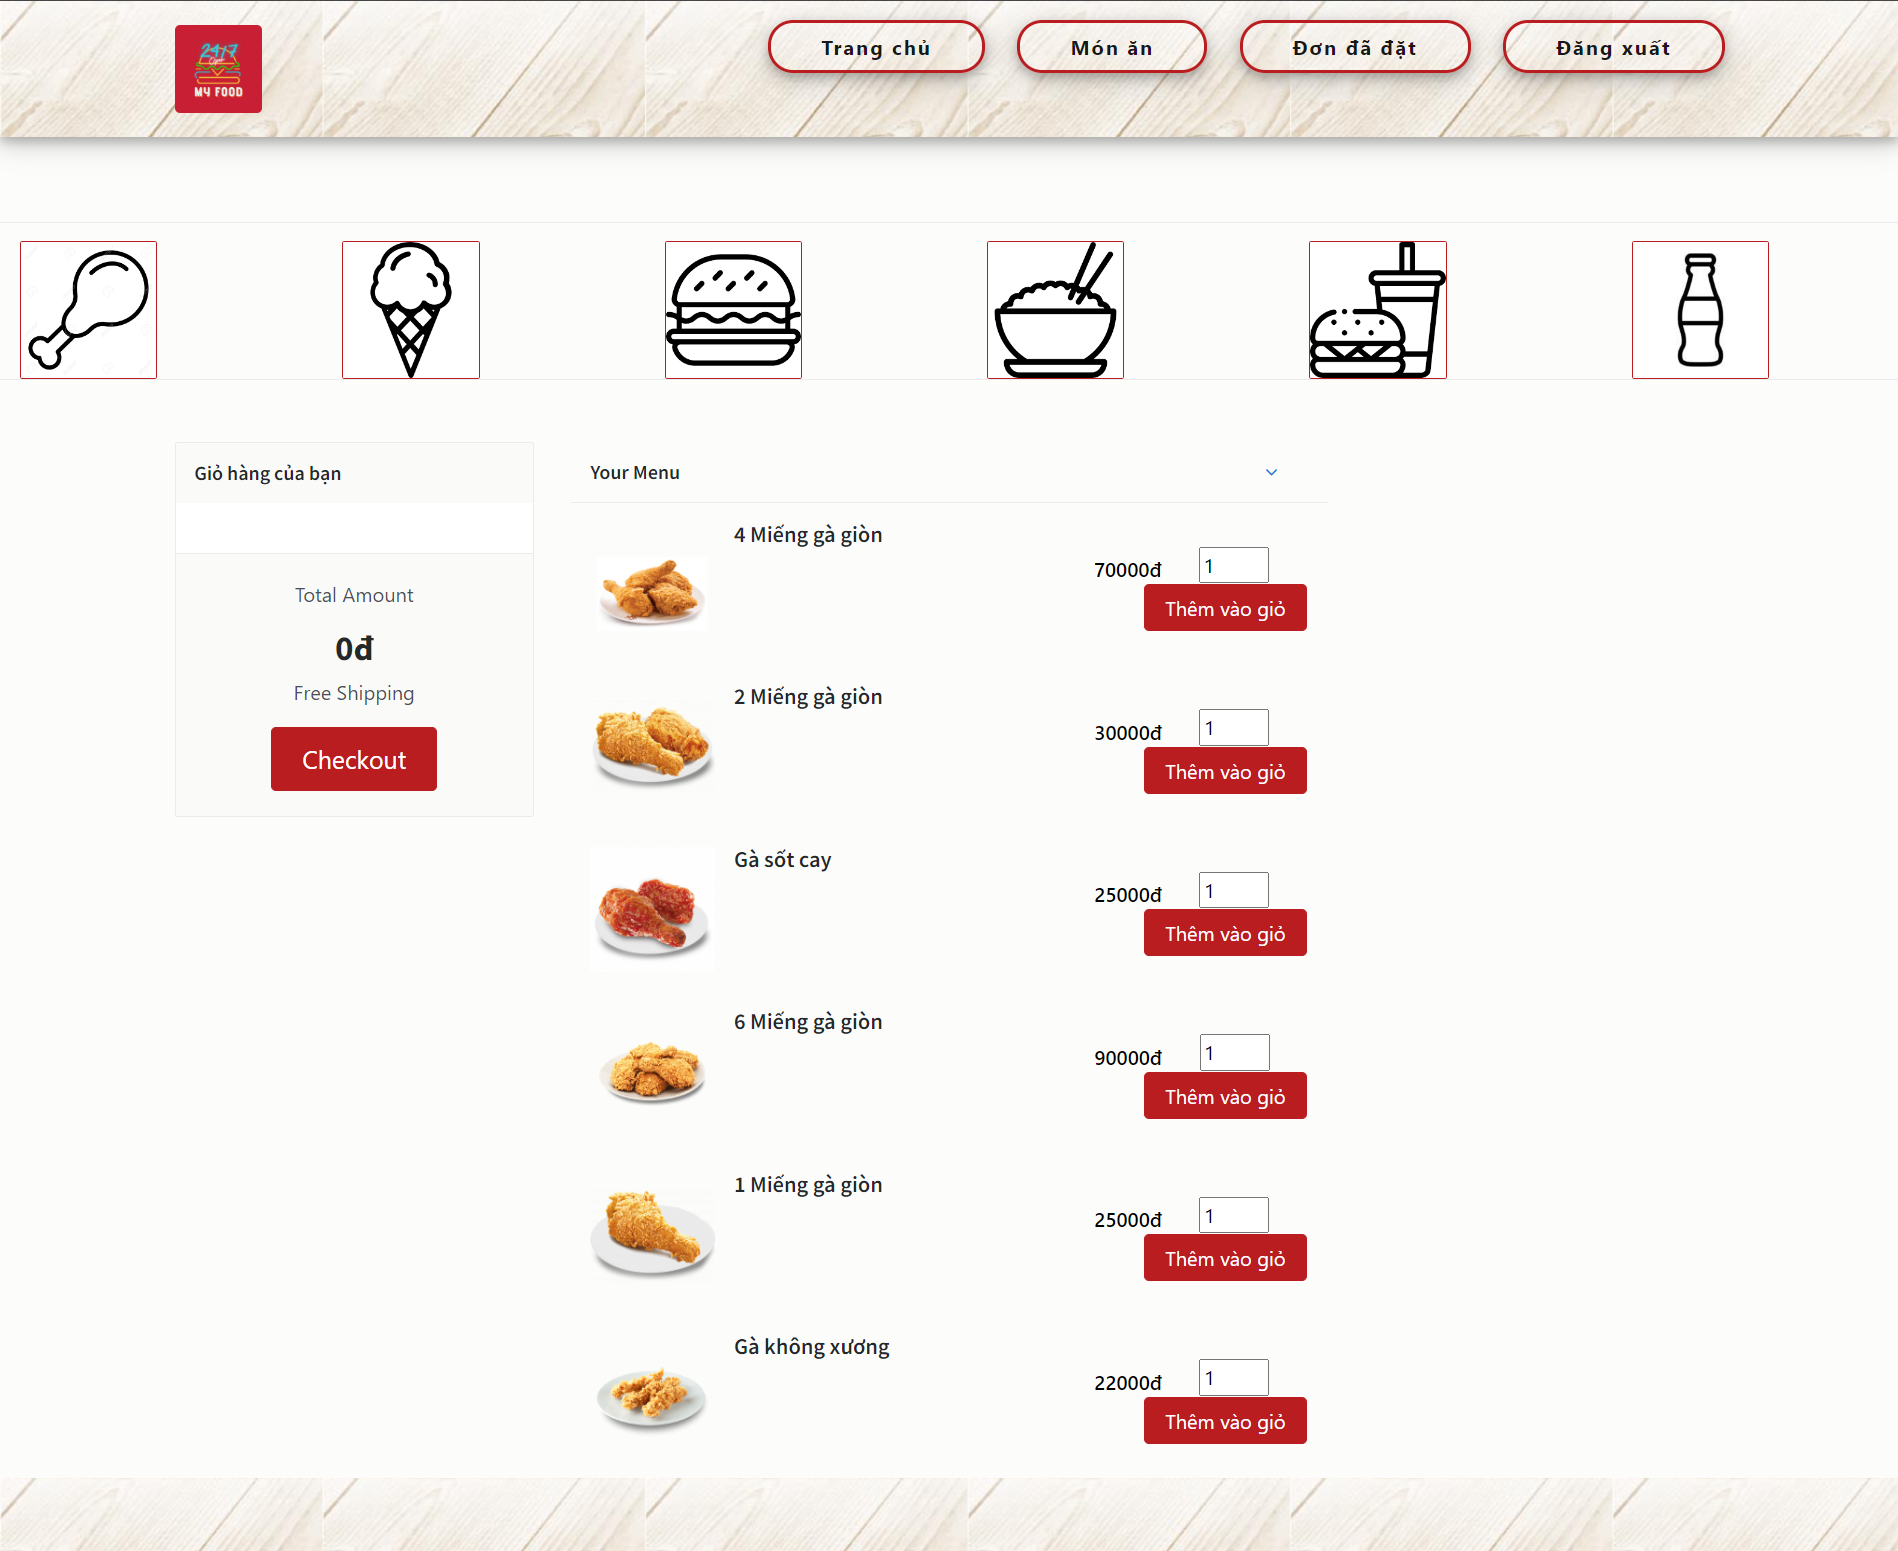 24/7
Open
MY FOOD
Trang chủ
Món ăn
Đơn đã đặt
Đăng xuất
Giỏ hàng của bạn
Total Amount
0đ
Free Shipping
Checkout
Your Menu
4 Miếng gà giòn
70000đ
1
Thêm vào giỏ
2 Miếng gà giòn
30000đ
1
Thêm vào giỏ
Gà sốt cay
25000đ
1
Thêm vào giỏ
6 Miếng gà giòn
90000đ
1
Thêm vào giỏ
1 Miếng gà giòn
25000đ
1
Thêm vào giỏ
Gà không xương
22000đ
1
Thêm vào giỏ